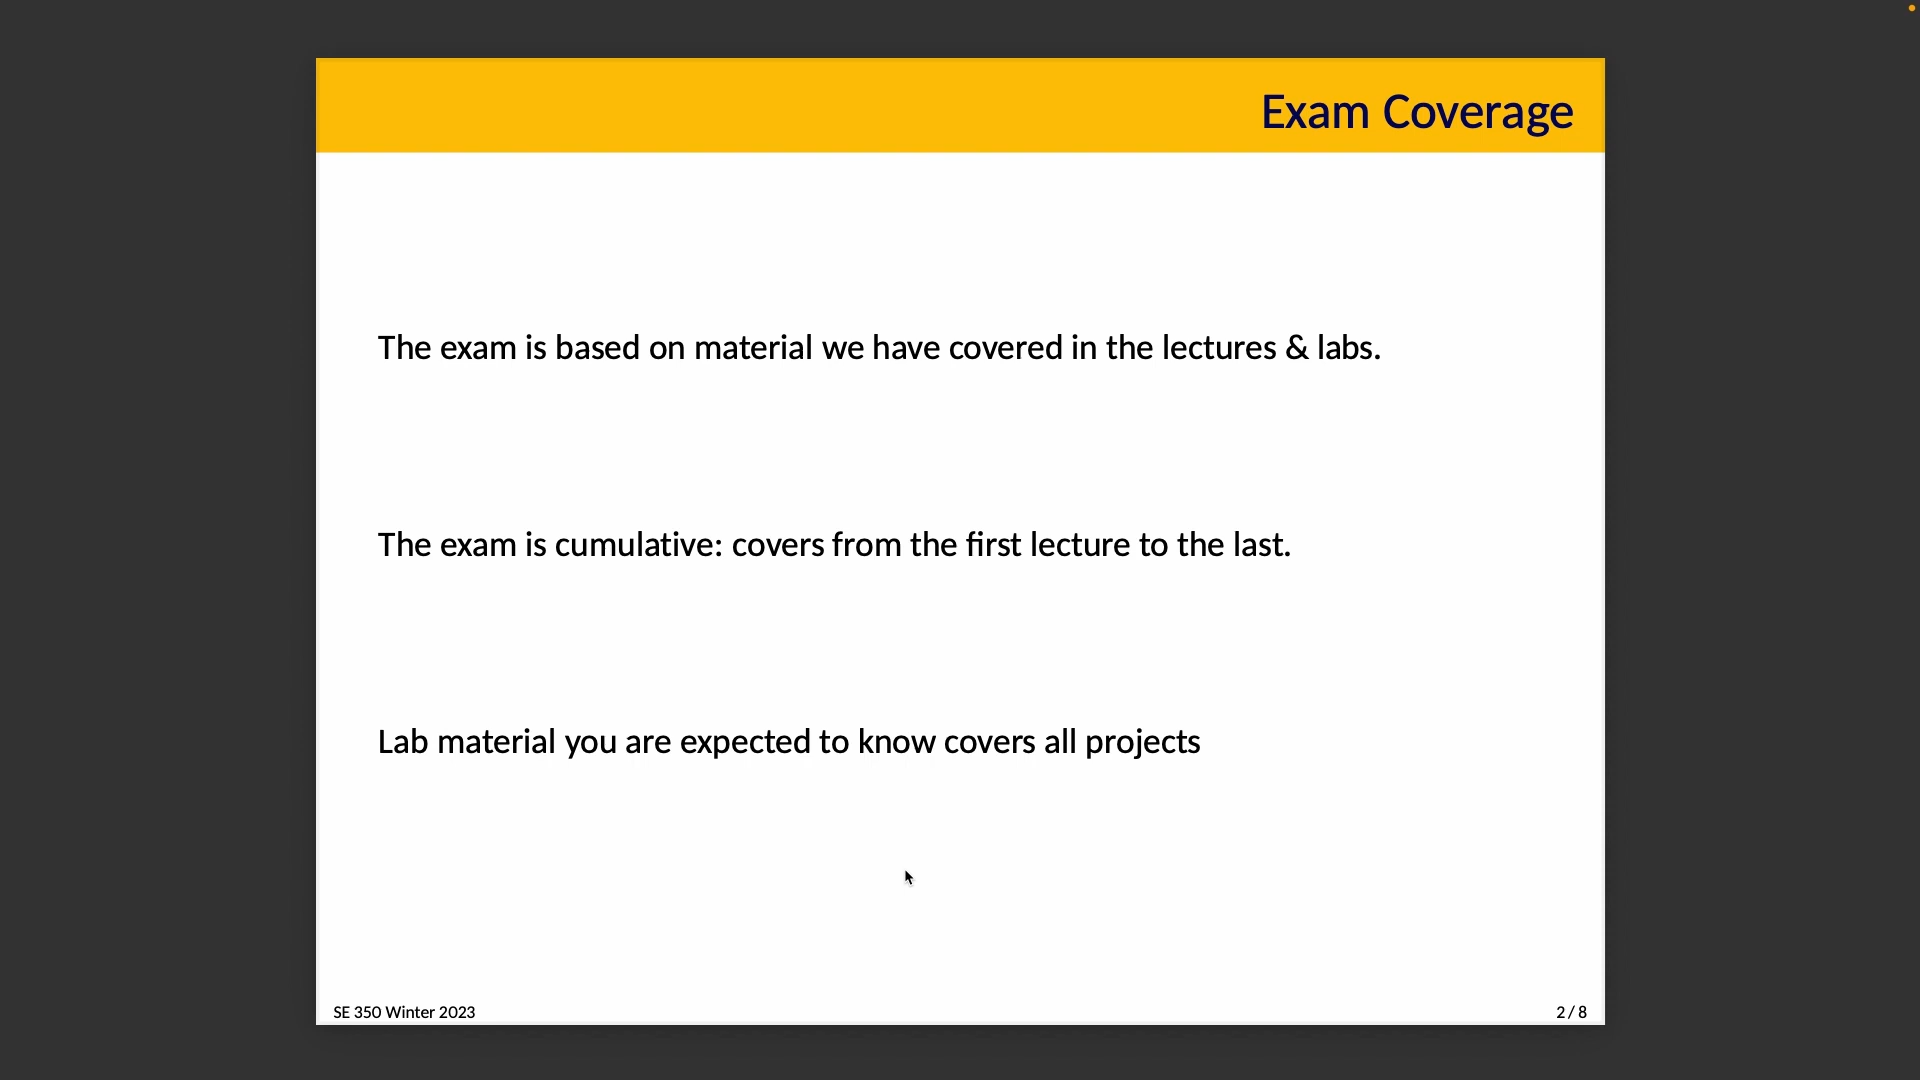 Exam Coverage
The exam is based on material we have covered in the lectures & labs.
The exam is cumulative: covers from the first lecture to the last.
Lab material you are expected to know covers all projects
SE 350 Winter 2023
2 / 8